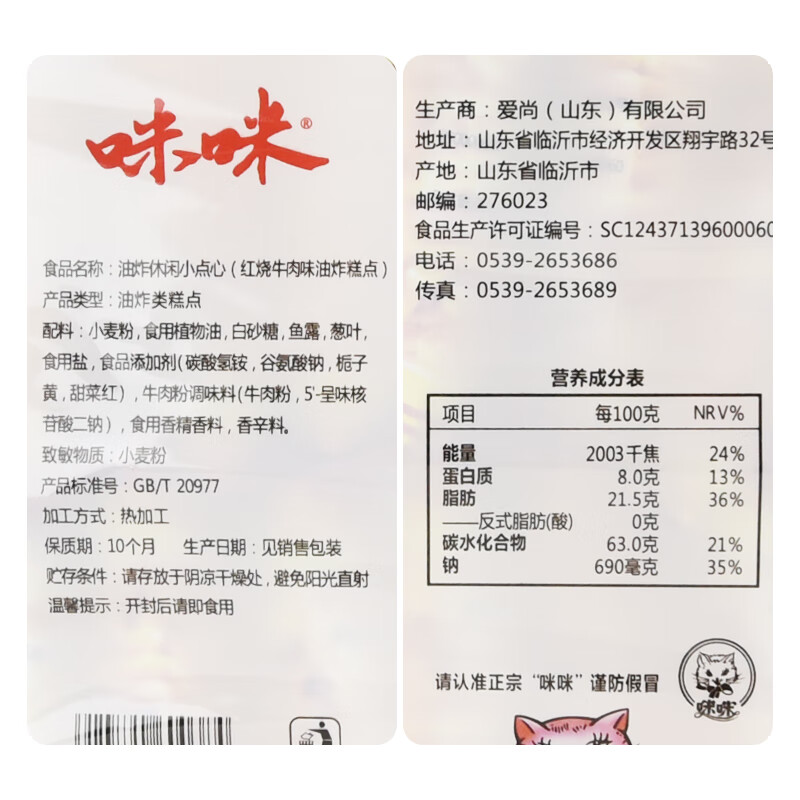 咪咪®
食品名称：油炸休闲小点心（红烧牛肉味油炸糕点）
产品类型：油炸类糕点
配料：小麦粉，食用植物油，白砂糖，鱼露，葱叶，
食用盐，食品添加剂（碳酸氢铵，谷氨酸钠，栀子
黄，甜菜红），牛肉粉调味料（牛肉粉，5'-呈味核
苷酸二钠），食用香精香料，香辛料。
致敏物质：小麦粉
产品标准号：GB/T 20977
加工方式：热加工
保质期：10个月 生产日期：见销售包装
贮存条件：请存放于阴凉干燥处，避免阳光直射
温馨提示：开封后请即食用
生产商：爱尚（山东）有限公司
地址：山东省临沂市经济开发区翔宇路32号
产地：山东省临沂市
邮编：276023
食品生产许可证编号：SC12437139600060
电话：0539-2653686
传真：0539-2653689
营养成分表
项目 每100克 NRV%
能量 2003千焦 24%
蛋白质 8.0克 13%
脂肪 21.5克 36%
——反式脂肪(酸) 0克
碳水化合物 63.0克 21%
钠 690毫克 35%
请认准正宗“咪咪”谨防假冒
咪咪